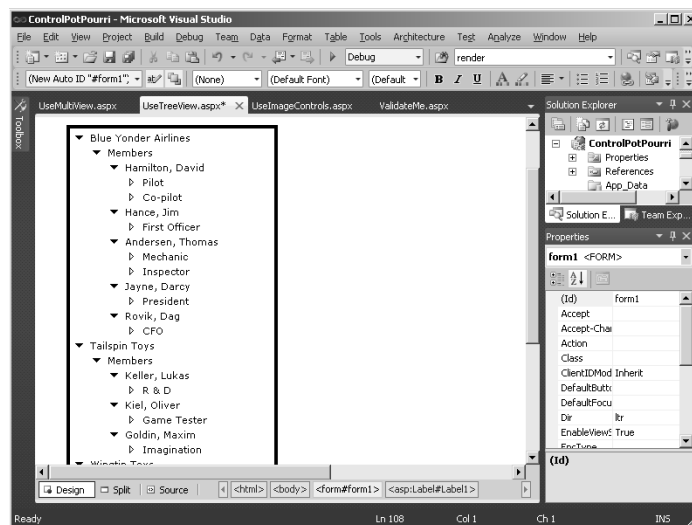 ControlPotPourri - Microsoft Visual Studio
File Edit View Project Build Debug Team Data Format Table Tools Architecture Test Analyze Window Help
Debug render
(New Auto ID "#form1"; (None) (Default Font) (Default B I U A
Toolbox
UseMultiView.aspx UseTreeView.aspx* UseImageControls.aspx ValidateMe.aspx
Blue Yonder Airlines
Members
Hamilton, David
Pilot
Co-pilot
Hance, Jim
First Officer
Andersen, Thomas
Mechanic
Inspector
Jayne, Darcy
President
Rovik, Dag
CFO
Tailspin Toys
Members
Keller, Lukas
R & D
Kiel, Oliver
Game Tester
Goldin, Maxim
Imagination
Wingtip Toys
Design Split Source <html> <body> <form#form1> <asp:Label#Label1>
Solution Explorer
ControlPotPourri
Properties
References
App_Data
Solution E... Team Exp...
Properties
form1 <FORM>
(Id) form1
Accept
Accept-Char
Action
Class
ClientIDMod Inherit
DefaultButto
DefaultFocu
Dir ltr
EnableViewS True
EncType
(Id)
Ready Ln 108 Col 1 Ch 1 INS